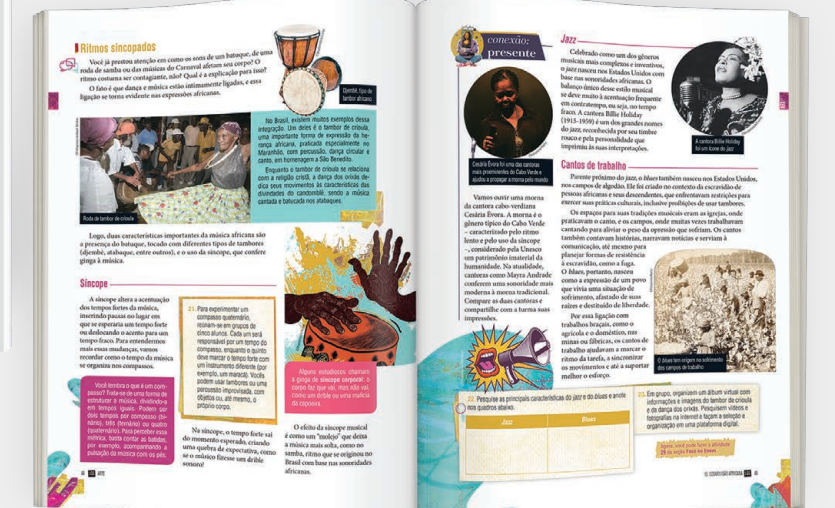 Ritmos sincopados
Você já prestou atenção em como os sons de um batuque, de uma
roda de samba ou das músicas do Carnaval afetam seu corpo? O
ritmo costuma ser contagiante, não? Qual é a explicação para isso?
O fato é que dança e música estão intimamente ligadas, e essa
ligação se torna evidente nas expressões africanas.
Djembê, tipo de
tambor africano.
No Brasil, existem muitos exemplos dessa
integração. Um deles é o tambor de crioula,
uma importante forma de expressão da he-
rança africana, praticada especialmente no
Maranhão, com percussão, dança circular e
canto, em homenagem a São Benedito.
Enquanto o tambor de crioula se relaciona
com a religião cristã, a dança dos orixás de-
dica seus movimentos às características das
divindades do candomblé, sendo a música
cantada e batucada nos atabaques.
Roda de tambor de crioula
Logo, duas características importantes da música africana são
a presença do batuque, tocado com diferentes tipos de tambores
(djembê, atabaque, entre outros), e o uso da síncope, que confere
ginga à música.
Síncope
A síncope altera a acentuação
dos tempos fortes da música,
inserindo pausas no lugar em
que se esperaria um tempo forte
ou deslocando o acento para um
tempo fraco. Para entendermos
mais essas mudanças, vamos
recordar como o tempo da música
se organiza nos compassos.
Você lembra o que é um com-
passo? Trata-se de uma forma de
estruturar a música, dividindo-a
em tempos iguais. Podem ser
dois tempos por compasso (bi-
nário), três (ternário) ou quatro
(quaternário). Para perceber essa
métrica, basta contar as batidas,
por exemplo, acompanhando a
pulsação da música com os pés.
21. Para experimentar um
compasso quaternário,
reúnam-se em grupos de
cinco alunos. Cada um será
responsável por um tempo do
compasso, enquanto o quinto
deve marcar o tempo forte com
um instrumento diferente (por
exemplo, um maracá). Vocês
podem usar tambores ou uma
percussão improvisada, com
objetos ou, até mesmo, o
próprio corpo.
Na síncope, o tempo forte sai
do momento esperado, criando
uma quebra de expectativa, como
se o músico fizesse um drible
sonoro!
Alguns estudiosos chamam
a ginga de síncope corporal: o
corpo faz que vai, mas não vai,
como um drible ou uma malícia
da capoeira.
O efeito da síncope musical
é como um "molejo" que deixa
a música mais solta, como no
samba, ritmo que se originou no
Brasil com base nas sonoridades
africanas.
ARTE
conexão:
presente
Cesária Évora foi uma das cantoras
mais proeminentes do Cabo Verde e
ajudou a propagar a morna pelo mundo
Vamos ouvir uma morna
da cantora cabo-verdiana
Cesária Évora. A morna é o
gênero típico do Cabo Verde
– caracterizado pelo ritmo
lento e pelo uso da síncope
–, considerado pela Unesco
um patrimônio imaterial da
humanidade. Na atualidade,
cantoras como Mayra Andrade
conferem uma sonoridade mais
moderna à morna tradicional.
Compare as duas cantoras e
compartilhe com a turma suas
impressões.
Jazz
Celebrado como um dos gêneros
musicais mais complexos e inventivos,
o jazz nasceu nos Estados Unidos com
base nas sonoridades africanas. O
balanço único desse estilo musical
se deve muito à acentuação frequente
em contratempo, ou seja, no tempo
fraco. A cantora Billie Holiday
(1915-1959) é um dos grandes nomes
do jazz, reconhecida por seu timbre
rouco e pela personalidade que
imprimia às suas interpretações.
A cantora Billie Holiday
foi um ícone do jazz
Cantos de trabalho
Parente próximo do jazz, o blues também nasceu nos Estados Unidos,
nos campos de algodão. Ele foi criado no contexto da escravidão de
pessoas africanas e seus descendentes, que enfrentavam restrições para
exercer suas práticas culturais, inclusive proibições de usar tambores.
Os espaços para suas tradições musicais eram as igrejas, onde
praticavam o canto, e os campos, onde muitas vezes trabalhavam
cantando para aliviar o peso da opressão que sofriam. Os cantos
também contavam histórias, narravam notícias e serviam à
comunicação, até mesmo para
planejar formas de resistência
à escravidão, como a fuga.
O blues, portanto, nasceu
como a expressão de um povo
que vivia uma situação de
sofrimento, afastado de suas
raízes e destituído de liberdade.
Por essa ligação com
trabalhos braçais, como o
agrícola e o doméstico, nas
minas ou fábricas, os cantos de
trabalho ajudavam a marcar o
ritmo da tarefa, a sincronizar
os movimentos e até a suportar
melhor o esforço.
O blues tem origem no sofrimento
dos campos de trabalho
22. Pesquise as principais características do jazz e do blues e anote
nos quadros abaixo.
Jazz
Blues
23. Em grupo, organizem um álbum virtual com
informações e imagens do tambor de crioula
e da dança dos orixás. Pesquisem vídeos e
fotografias na internet e façam a seleção e
organização em uma plataforma digital.
Agora, você pode fazer a atividade